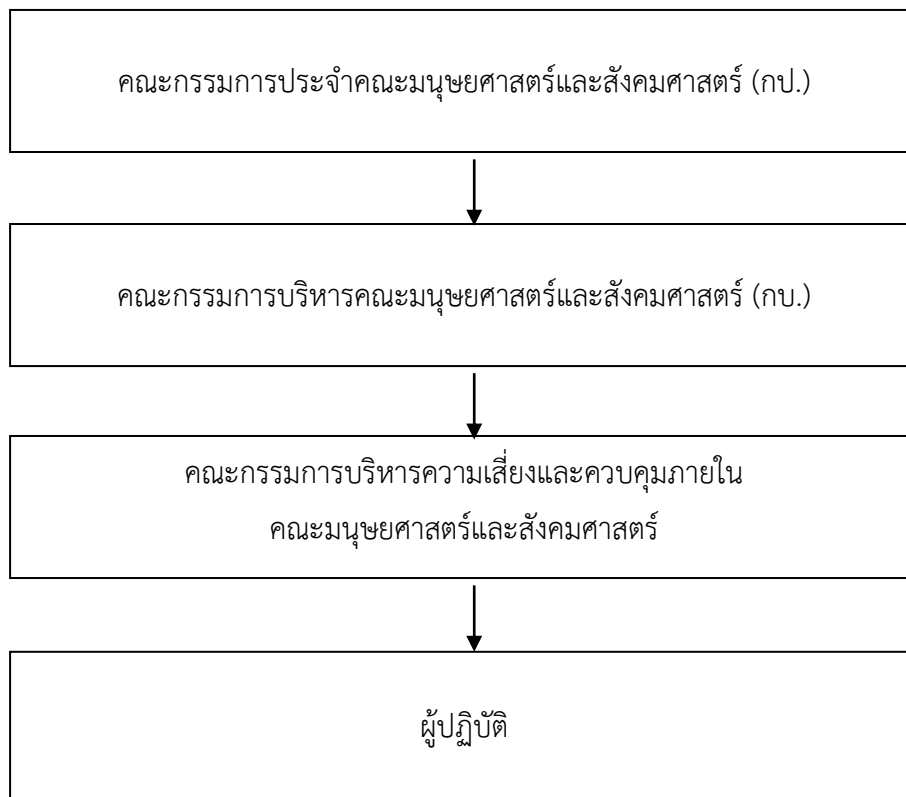 คณะกรรมการประจำคณะมนุษยศาสตร์และสังคมศาสตร์ (กป.)
คณะกรรมการบริหารคณะมนุษยศาสตร์และสังคมศาสตร์ (กบ.)
คณะกรรมการบริหารความเสี่ยงและควบคุมภายใน
คณะมนุษยศาสตร์และสังคมศาสตร์
ผู้ปฏิบัติ